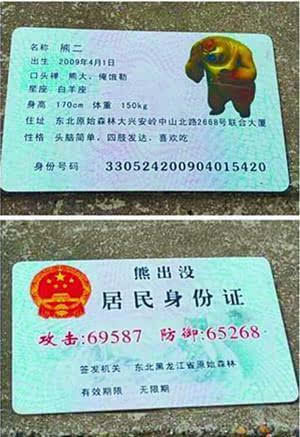 名称 熊二
出生 2009年4月1日
口头禅 熊大，俺饿勒
星座 白羊座
身高 170cm 体重 150kg
住址 东北原始森林大兴安岭中山北路2668号联合大厦
性格 头脑简单，四肢发达，喜欢吃
身份号码 330524200904015420
熊出没
居民身份证
攻击:69587 防御:65268
签发机关 东北黑龙江省原始森林
有效期限 无限期